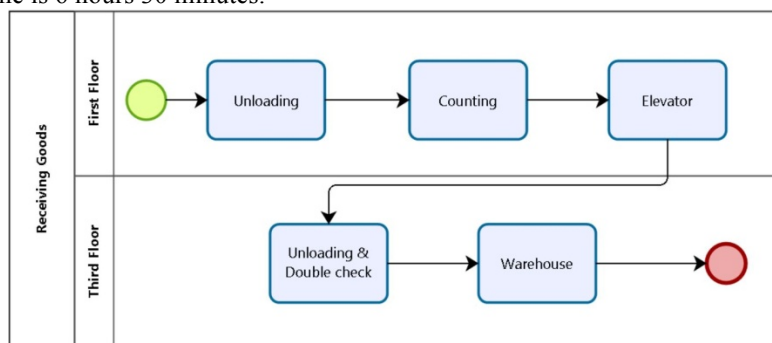 Receiving Goods
First Floor
Unloading
Counting
Elevator
Third Floor
Unloading &
Double check
Warehouse